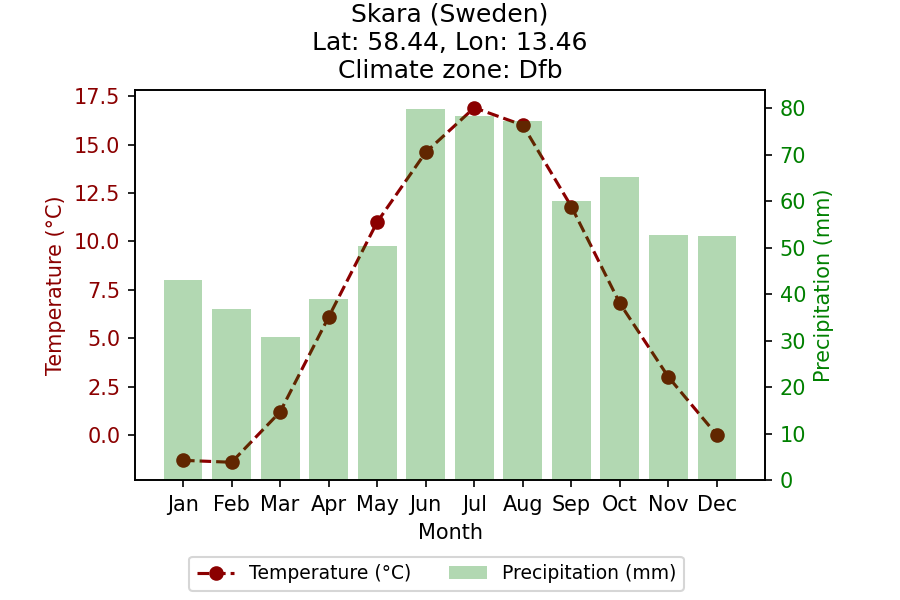 Skara (Sweden)
Lat: 58.44, Lon: 13.46
Climate zone: Dfb
Temperature (°C)
17.5
15.0
12.5
10.0
7.5
5.0
2.5
0.0
80
70
60
50
40
30
20
10
0
Precipitation (mm)
Jan Feb Mar Apr May Jun Jul Aug Sep Oct Nov Dec
Month
Temperature (°C) Precipitation (mm)